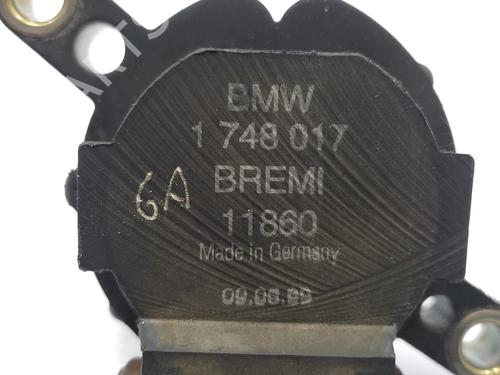 BMW
1 748 017
BREMI
6A
11860
Made in Germany
09.06.99